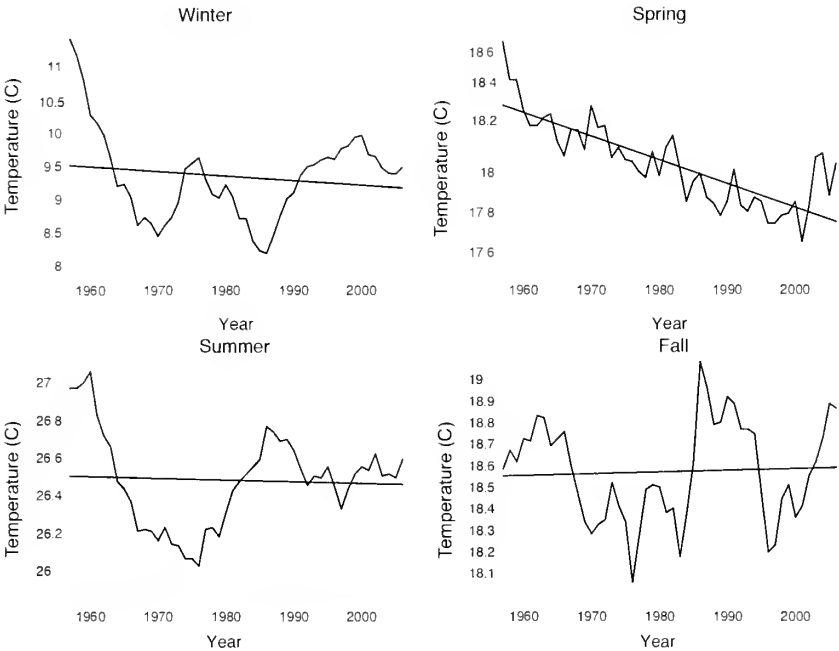 Winter
Temperature (C)
11
10.5
10
9.5
9
8.5
8
1960 1970 1980 1990 2000
Year
Spring
Temperature (C)
18 6
18 4
18.2
18
17.8
17 6
1960 1970 1980 1990 2000
Year
Summer
Temperature (C)
27
26 8
26.6
26.4
26.2
26
1960 1970 1980 1990 2000
Year
Fall
Temperature (C)
19
18.9
18.8
18.7
18.6
18.5
18.4
18.3
18.2
18.1
1960 1970 1980 1990 2000
Year